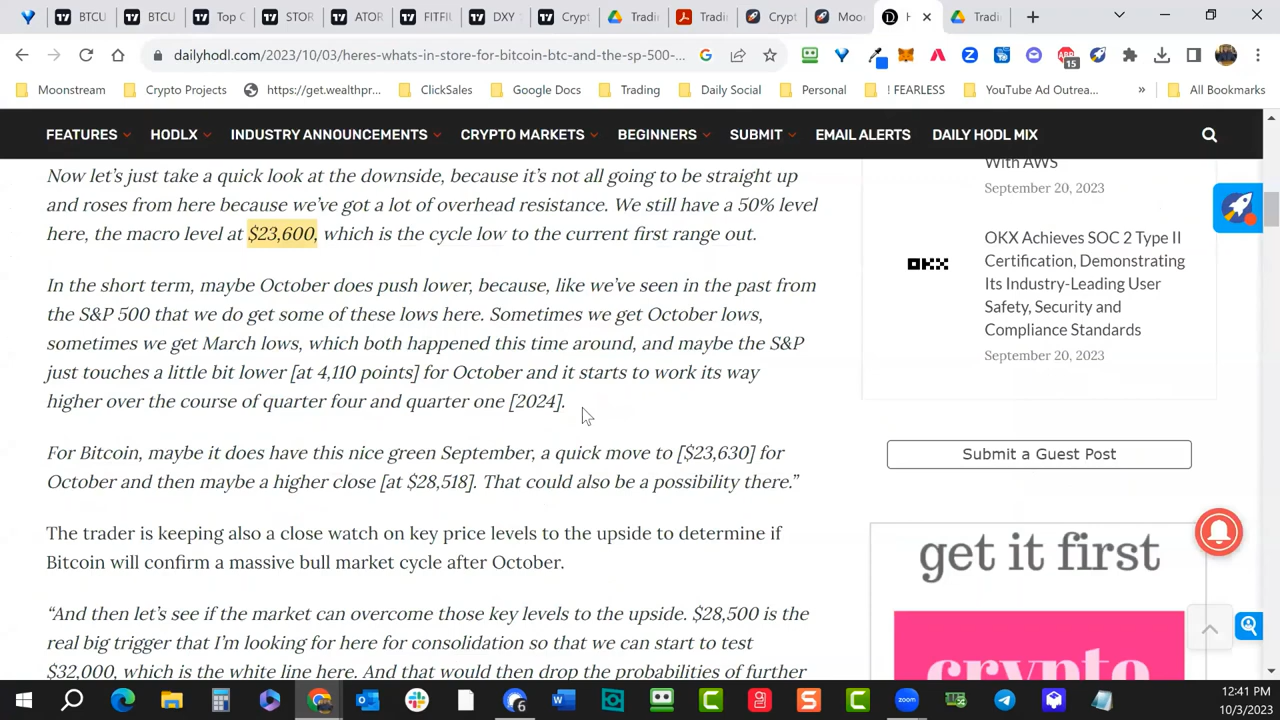 BTCU
BTCU
Top C
STOR
ATOR
FITFIL
DXY
Crypt
Tradin
Tradin
Crypt
Moo
Tradin
dailyhodl.com/2023/10/03/heres-whats-in-store-for-bitcoin-btc-and-the-sp-500-...
15
Moonstream
Crypto Projects
https://get.wealthpr...
ClickSales
Google Docs
Trading
Daily Social
Personal
! FEARLESS
YouTube Ad Outrea...
»
All Bookmarks
FEATURES
HODLX
INDUSTRY ANNOUNCEMENTS
CRYPTO MARKETS
BEGINNERS
SUBMIT
EMAIL ALERTS
DAILY HODL MIX
Now let's just take a quick look at the downside, because it's not all going to be straight up
and roses from here because we've got a lot of overhead resistance. We still have a 50% level
here, the macro level at $23,600, which is the cycle low to the current first range out.
In the short term, maybe October does push lower, because, like we've seen in the past from
the S&P 500 that we do get some of these lows here. Sometimes we get October lows,
sometimes we get March lows, which both happened this time around, and maybe the S&P
just touches a little bit lower [at 4,110 points] for October and it starts to work its way
higher over the course of quarter four and quarter one [2024].
For Bitcoin, maybe it does have this nice green September, a quick move to [$23,630] for
October and then maybe a higher close [at $28,518]. That could also be a possibility there."
The trader is keeping also a close watch on key price levels to the upside to determine if
Bitcoin will confirm a massive bull market cycle after October.
"And then let's see if the market can overcome those key levels to the upside. $28,500 is the
real big trigger that I'm looking for here for consolidation so that we can start to test
$32,000, which is the white line here. And that would then drop the probabilities of further
With AWS
September 20, 2023
OKX
OKX Achieves SOC 2 Type II
Certification, Demonstrating
Its Industry-Leading User
Safety, Security and
Compliance Standards
September 20, 2023
Submit a Guest Post
get it first
crypto
6
12:41 PM
10/3/2023